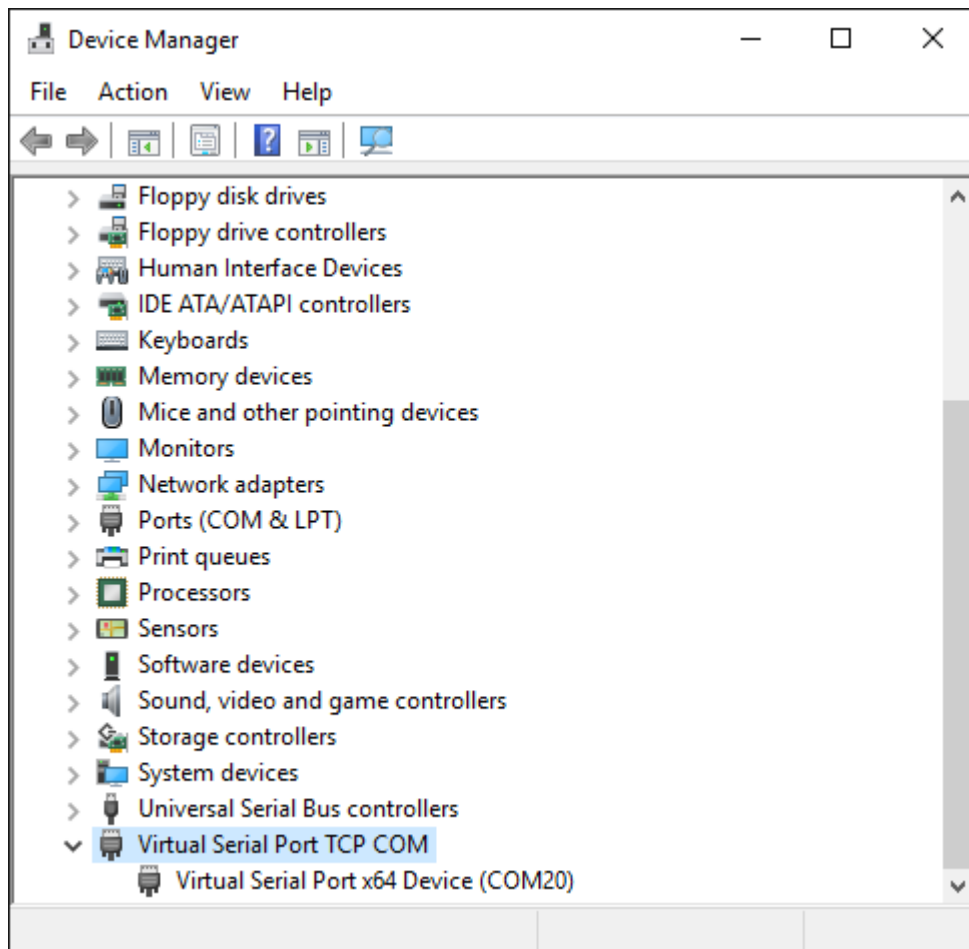 Device Manager
File Action View Help
Floppy disk drives
Floppy drive controllers
Human Interface Devices
IDE ATA/ATAPI controllers
Keyboards
Memory devices
Mice and other pointing devices
Monitors
Network adapters
Ports (COM & LPT)
Print queues
Processors
Sensors
Software devices
Sound, video and game controllers
Storage controllers
System devices
Universal Serial Bus controllers
Virtual Serial Port TCP COM
Virtual Serial Port x64 Device (COM20)